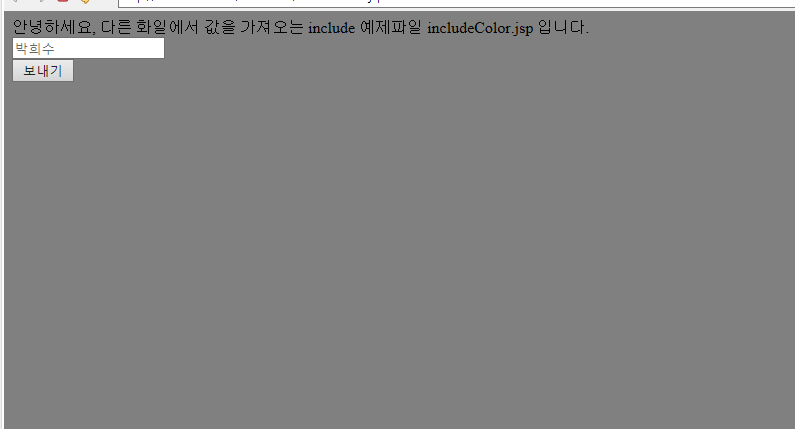 안녕하세요, 다른 화일에서 값을 가져오는 include 예제파일 includeColor.jsp 입니다.
박희수
보내기